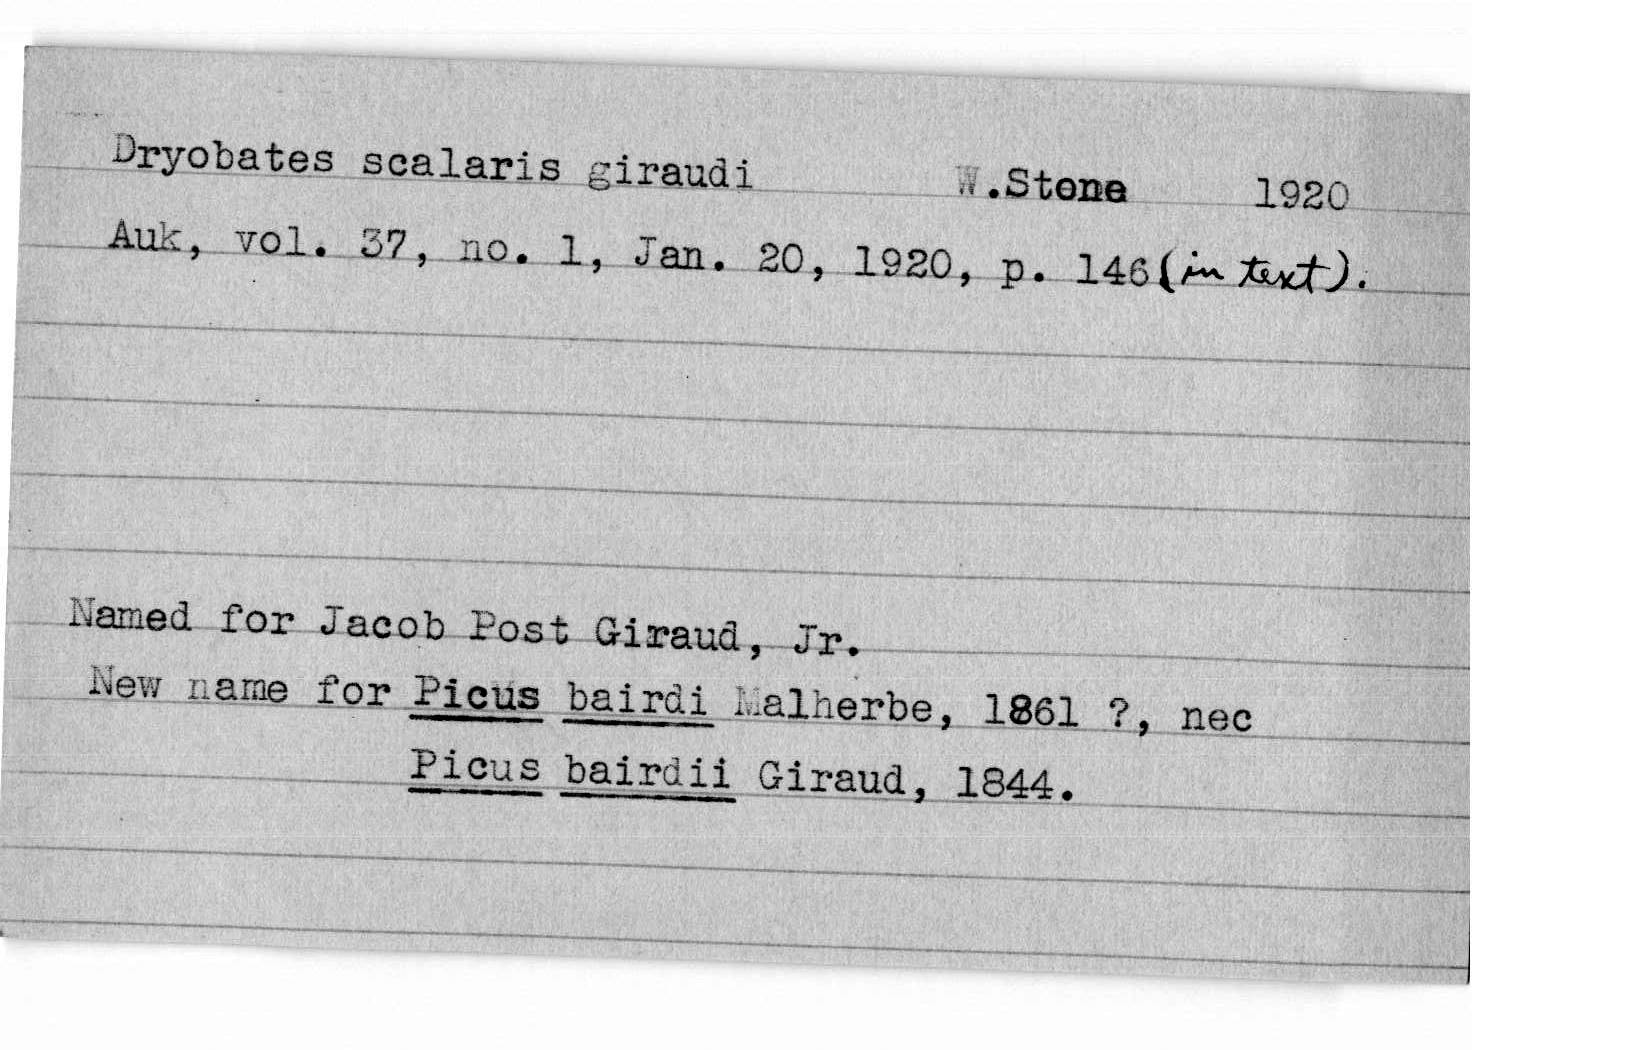 Dryobates scalaris giraudi W.Stone 1920
Auk, vol. 37, no. 1, Jan. 20, 1920, p. 146 (in text).
Named for Jacob Post Giraud, Jr.
New name for Picus bairdi Malherbe, 1861 ?, nec
Picus bairdii Giraud, 1844.